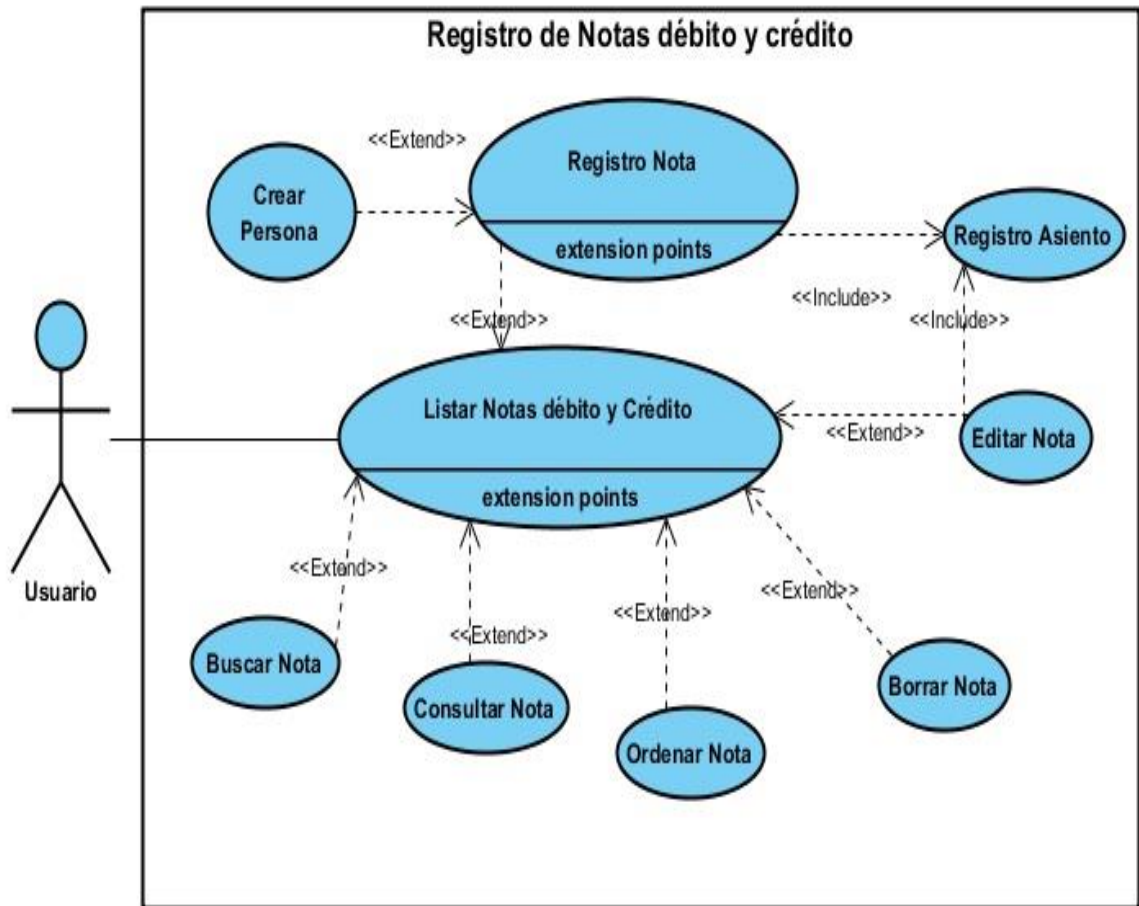 Registro de Notas débito y crédito
<<Extend>>
Registro Nota
Crear
Persona
extension points
Registro Asiento
<<Include>>
<<Extend>>
<<Include>>
Listar Notas débito y Crédito
<<Extend>>
Editar Nota
extension points
Usuario
<<Extend>>
<<Extend>>
<<Extend>>
<<Extend>>
Buscar Nota
Consultar Nota
Ordenar Nota
Borrar Nota